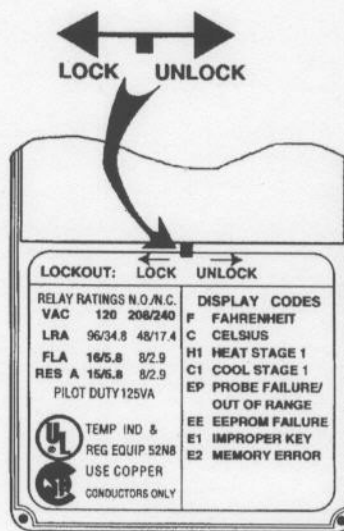 LOCK UNLOCK
LOCKOUT: LOCK UNLOCK
RELAY RATINGS N.O./N.C.
VAC 120 208/240
LRA 96/34.8 48/17.4
FLA 16/5.8 8/2.9
RES A 15/5.8 8/2.9
PILOT DUTY 125VA
UL
TEMP IND &
REG EQUIP 52N8
USE COPPER
CONDUCTORS ONLY
DISPLAY CODES
F FAHRENHEIT
C CELSIUS
H1 HEAT STAGE 1
C1 COOL STAGE 1
EP PROBE FAILURE/
OUT OF RANGE
EE EEPROM FAILURE
E1 IMPROPER KEY
E2 MEMORY ERROR